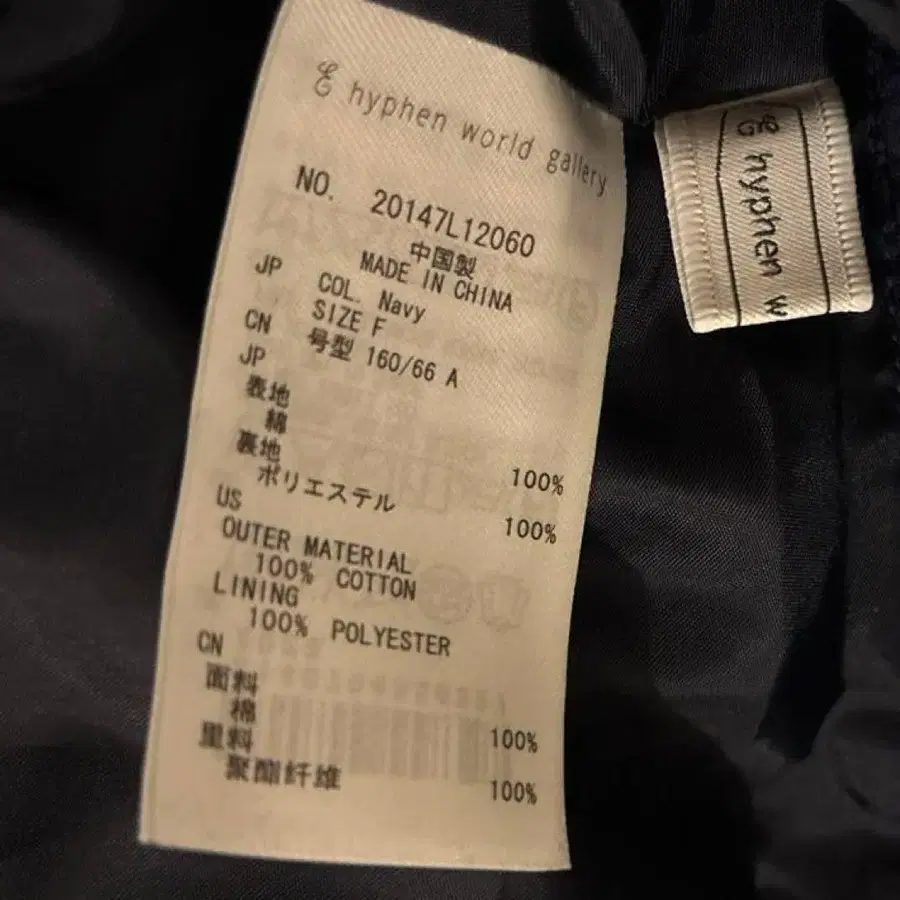 E hyphen world gallery
NO. 20147L12060
中国製
MADE IN CHINA
JP COL. Navy
SIZE F
CN 号型 160/66 A
JP
表地
綿 100%
裏地
ポリエステル 100%
US
OUTER MATERIAL
100% COTTON
LINING
100% POLYESTER
CN
面料
棉 100%
里料
聚酯纤维 100%
E hyphen w